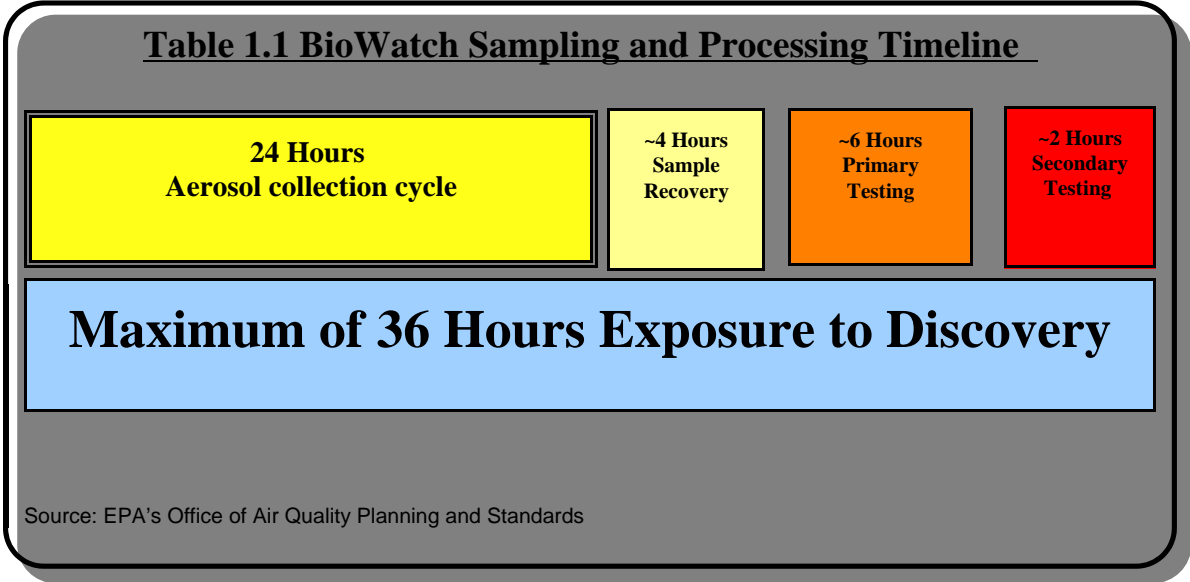 Table 1.1 BioWatch Sampling and Processing Timeline
24 Hours
Aerosol collection cycle
~4 Hours
Sample
Recovery
~6 Hours
Primary
Testing
~2 Hours
Secondary
Testing
Maximum of 36 Hours Exposure to Discovery
Source: EPA's Office of Air Quality Planning and Standards